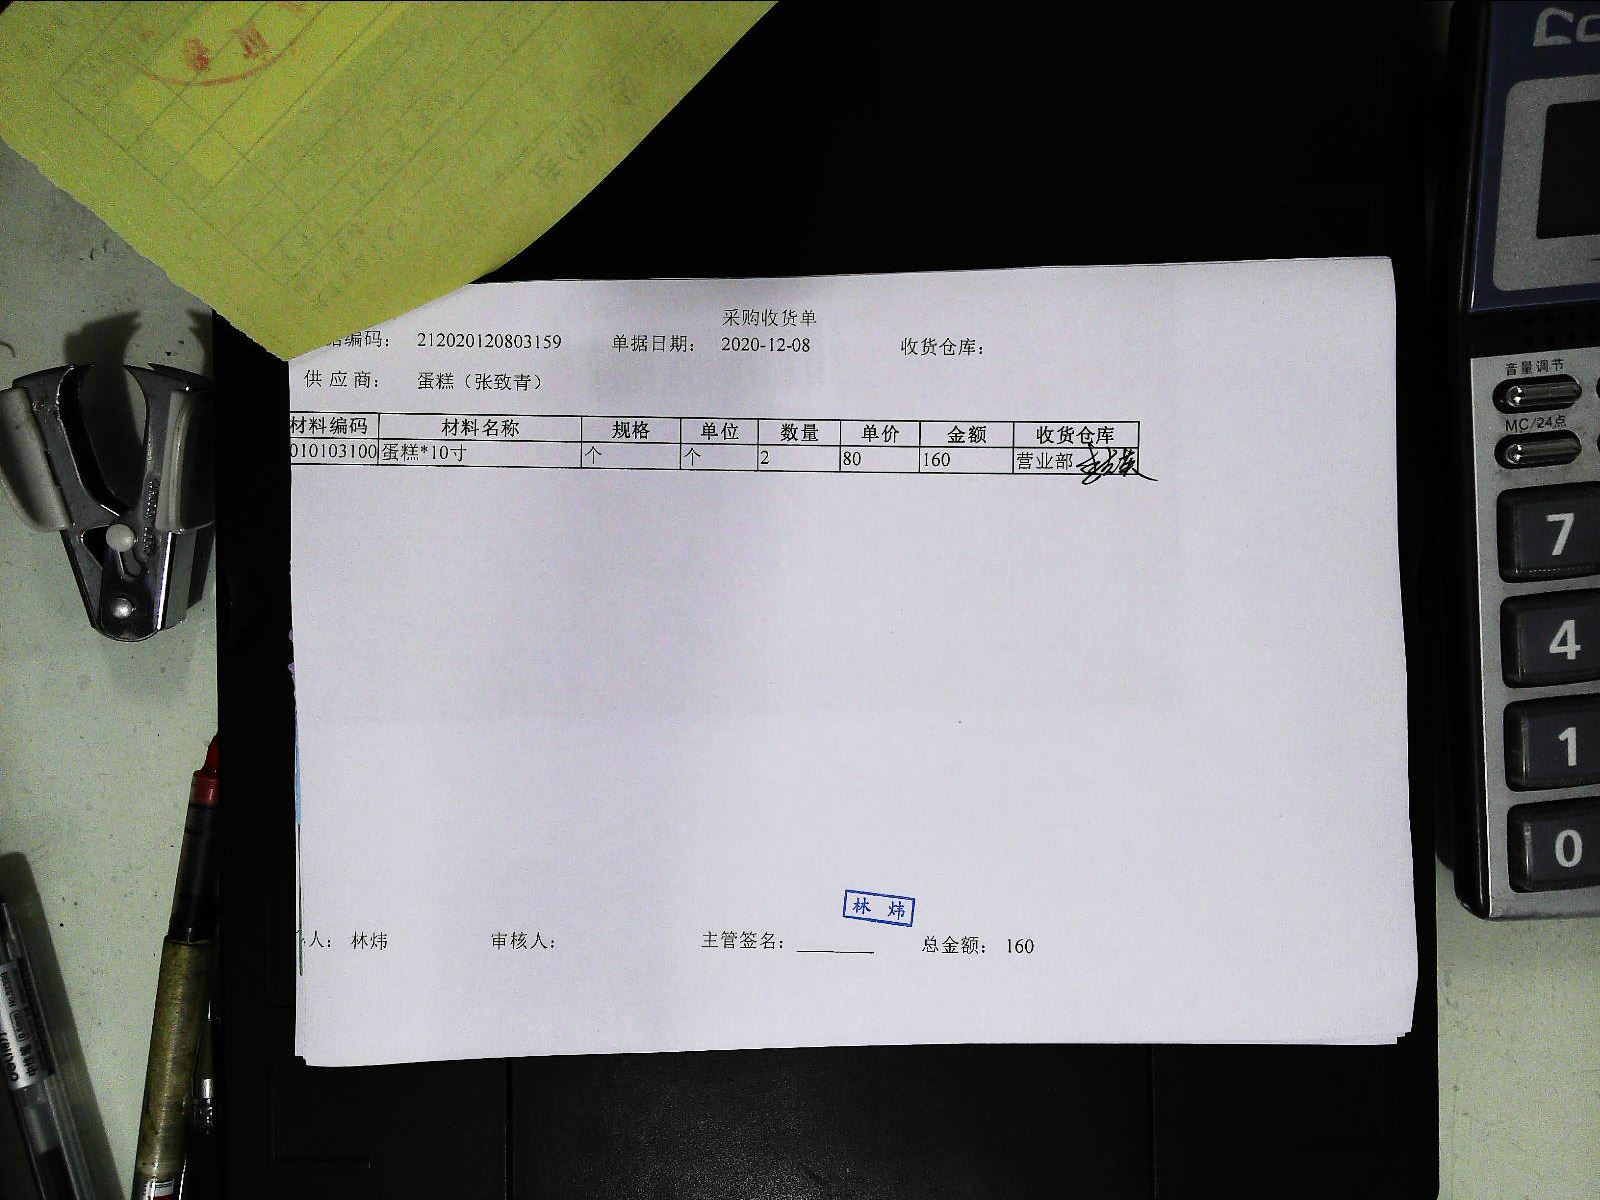 采购收货单
编码： 212020120803159 单据日期： 2020-12-08 收货仓库：
供 应 商： 蛋糕（张致青）
材料编码 材料名称 规格 单位 数量 单价 金额 收货仓库
010103100 蛋糕*10寸 个 个 2 80 160 营业部
林 炜
人： 林炜 审核人： 主管签名： 总金额： 160
音量调节
MC/24点
7
4
1
0